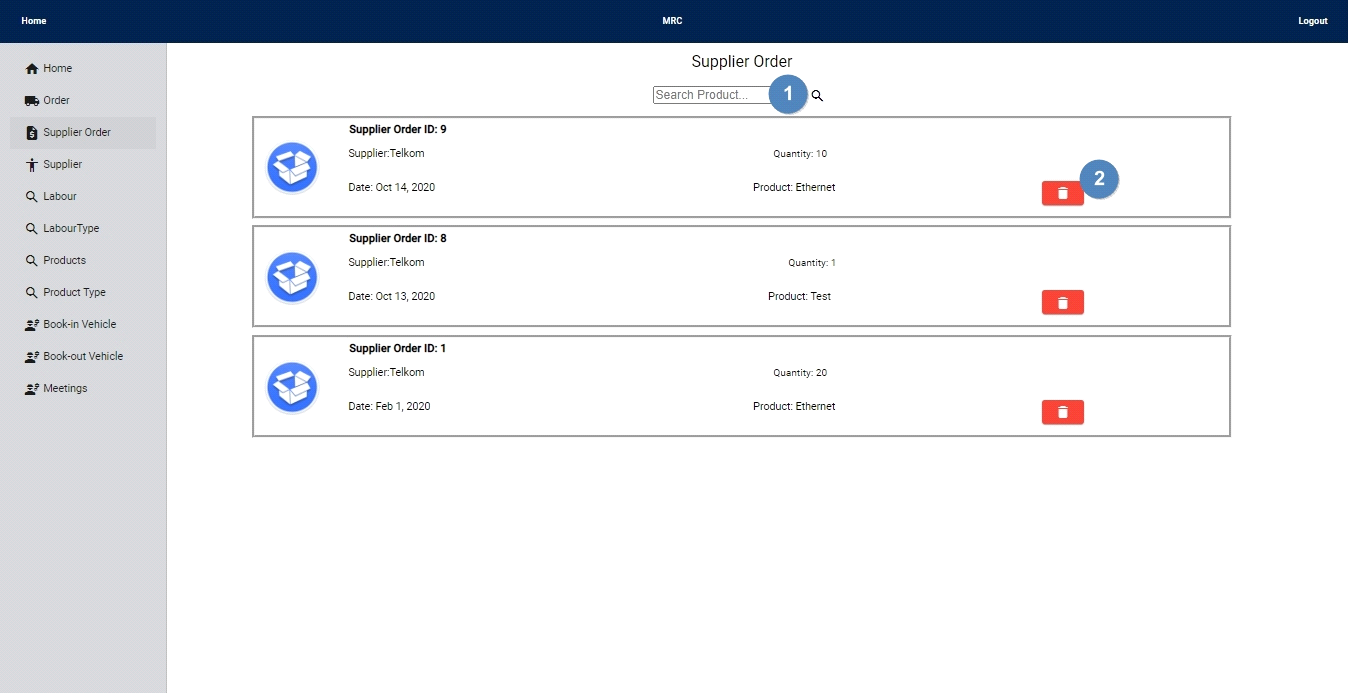 Home MRC Logout
Home
Order
Supplier Order
Supplier
Labour
LabourType
Products
Product Type
Book-in Vehicle
Book-out Vehicle
Meetings
Supplier Order
Search Product... 1
Supplier Order ID: 9
Supplier:Telkom Quantity: 10
Date: Oct 14, 2020 Product: Ethernet 2
Supplier Order ID: 8
Supplier:Telkom Quantity: 1
Date: Oct 13, 2020 Product: Test
Supplier Order ID: 1
Supplier:Telkom Quantity: 20
Date: Feb 1, 2020 Product: Ethernet